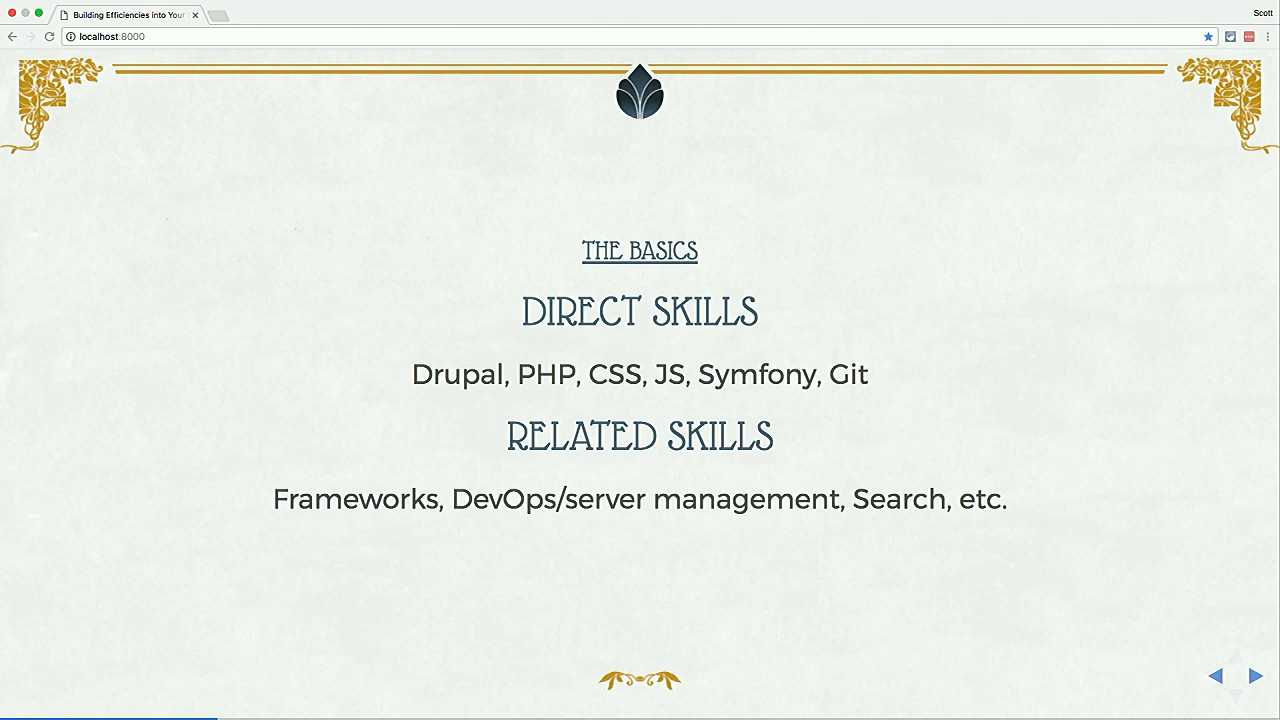 Building Efficiencies into Your
Scott
localhost:8000
THE BASICS
DIRECT SKILLS
Drupal, PHP, CSS, JS, Symfony, Git
RELATED SKILLS
Frameworks, DevOps/server management, Search, etc.